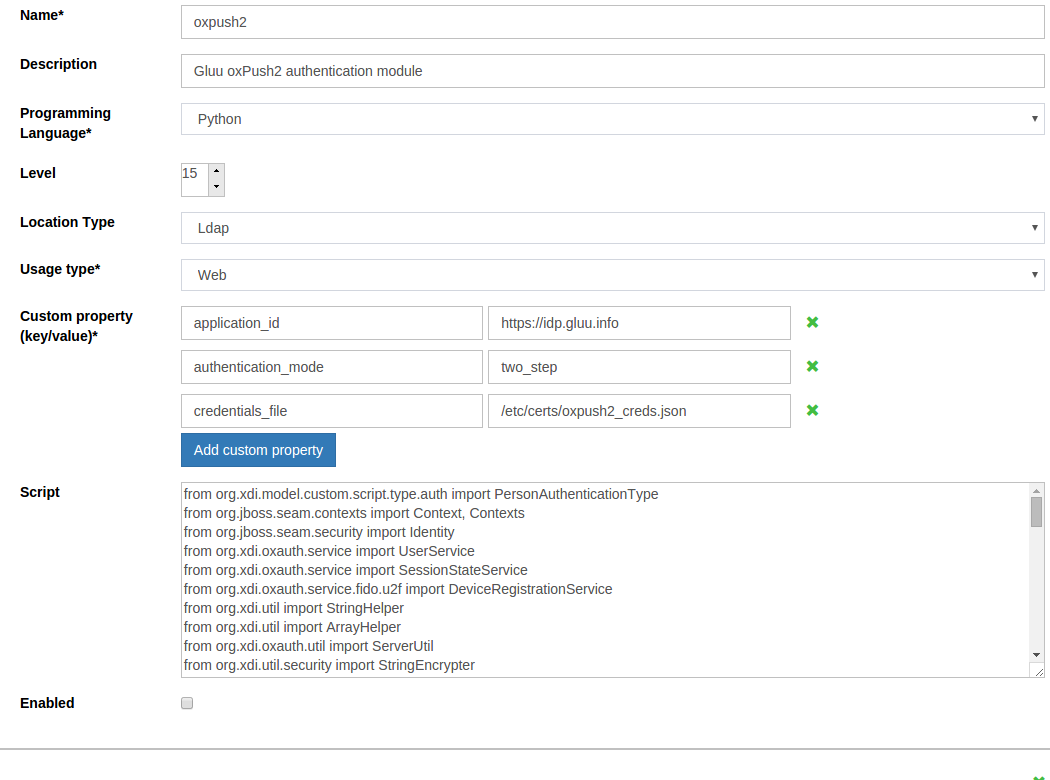 Name*
oxpush2
Description
Gluu oxPush2 authentication module
Programming
Language*
Python
Level
15
Location Type
Ldap
Usage type*
Web
Custom property
(key/value)*
application_id
https://idp.gluu.info
authentication_mode
two_step
credentials_file
/etc/certs/oxpush2_creds.json
Add custom property
Script
from org.xdi.model.custom.script.type.auth import PersonAuthenticationType
from org.jboss.seam.contexts import Context, Contexts
from org.jboss.seam.security import Identity
from org.xdi.oxauth.service import UserService
from org.xdi.oxauth.service import SessionStateService
from org.xdi.oxauth.service.fido.u2f import DeviceRegistrationService
from org.xdi.util import StringHelper
from org.xdi.util import ArrayHelper
from org.xdi.oxauth.util import ServerUtil
from org.xdi.util.security import StringEncrypter
Enabled